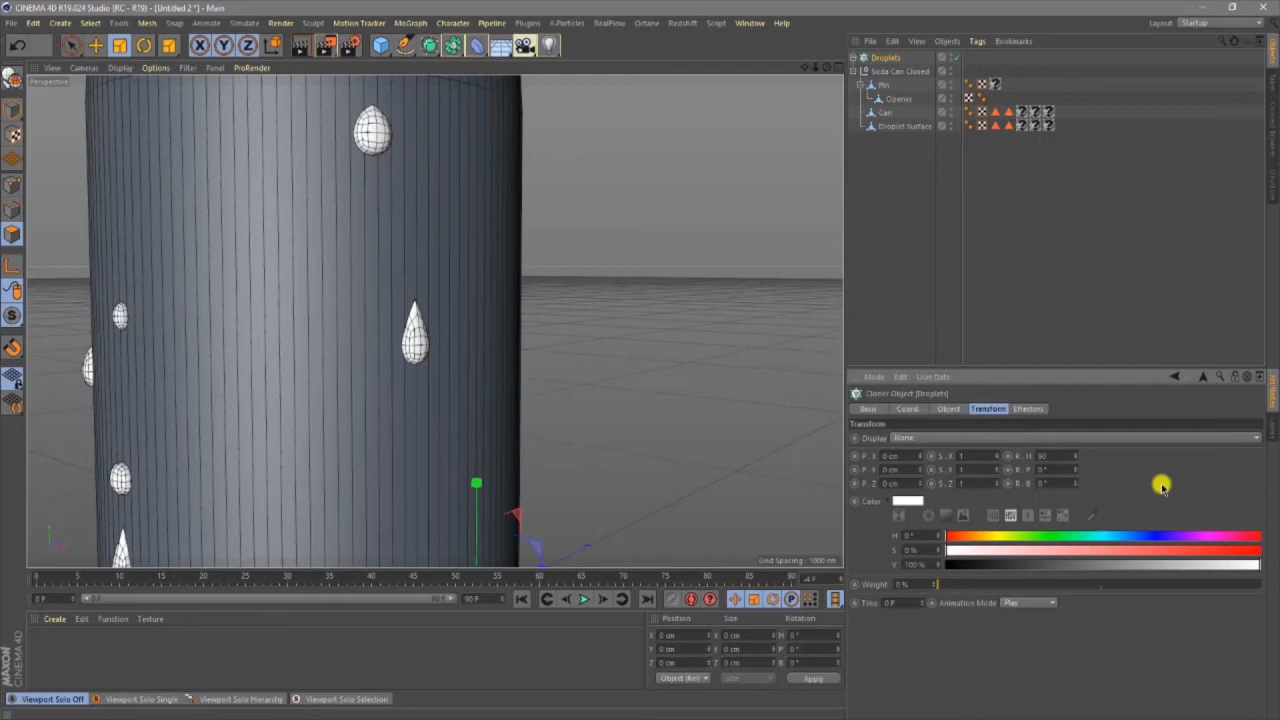 CINEMA 4D R19.024 Studio (RC - R19) - [Untitled 2 *] - Main
File Edit Create Select Tools Mesh Snap Animate Simulate Render Sculpt Motion Tracker MoGraph Character Pipeline Plugins X-Particles RealFlow Octane Redshift Script Window Help
Layout: Startup
File Edit View Objects Tags Bookmarks
View Cameras Display Options Filter Panel ProRender
Perspective
Droplets
Soda Can Closed
Pin
Opener
Can
Droplet Surface
Grid Spacing : 1000 cm
Mode Edit User Data
Cloner Object [Droplets]
Basic Coord. Object Transform Effectors
Transform
Display None
P . X 0 cm S . X 1 R . H 90
P . Y 0 cm S . Y 1 R . P 0 °
P . Z 0 cm S . Z 1 R . B 0 °
Color
H 0 °
S 0 %
V 100 %
Weight 0 %
Time 0 F Animation Mode Play
0 5 10 15 20 25 30 35 40 45 50 55 60 65 70 75 80 85 90 -4 F
0 F 0 F 90 F 90 F
Create Edit Function Texture
Position Size Rotation
X 0 cm X 0 cm H 0 °
Y 0 cm Y 0 cm P 0 °
Z 0 cm Z 0 cm B 0 °
Object (Rel) Size Apply
MAXON CINEMA 4D
Viewport Solo Off Viewport Solo Single Viewport Solo Hierarchy Viewport Solo Selection